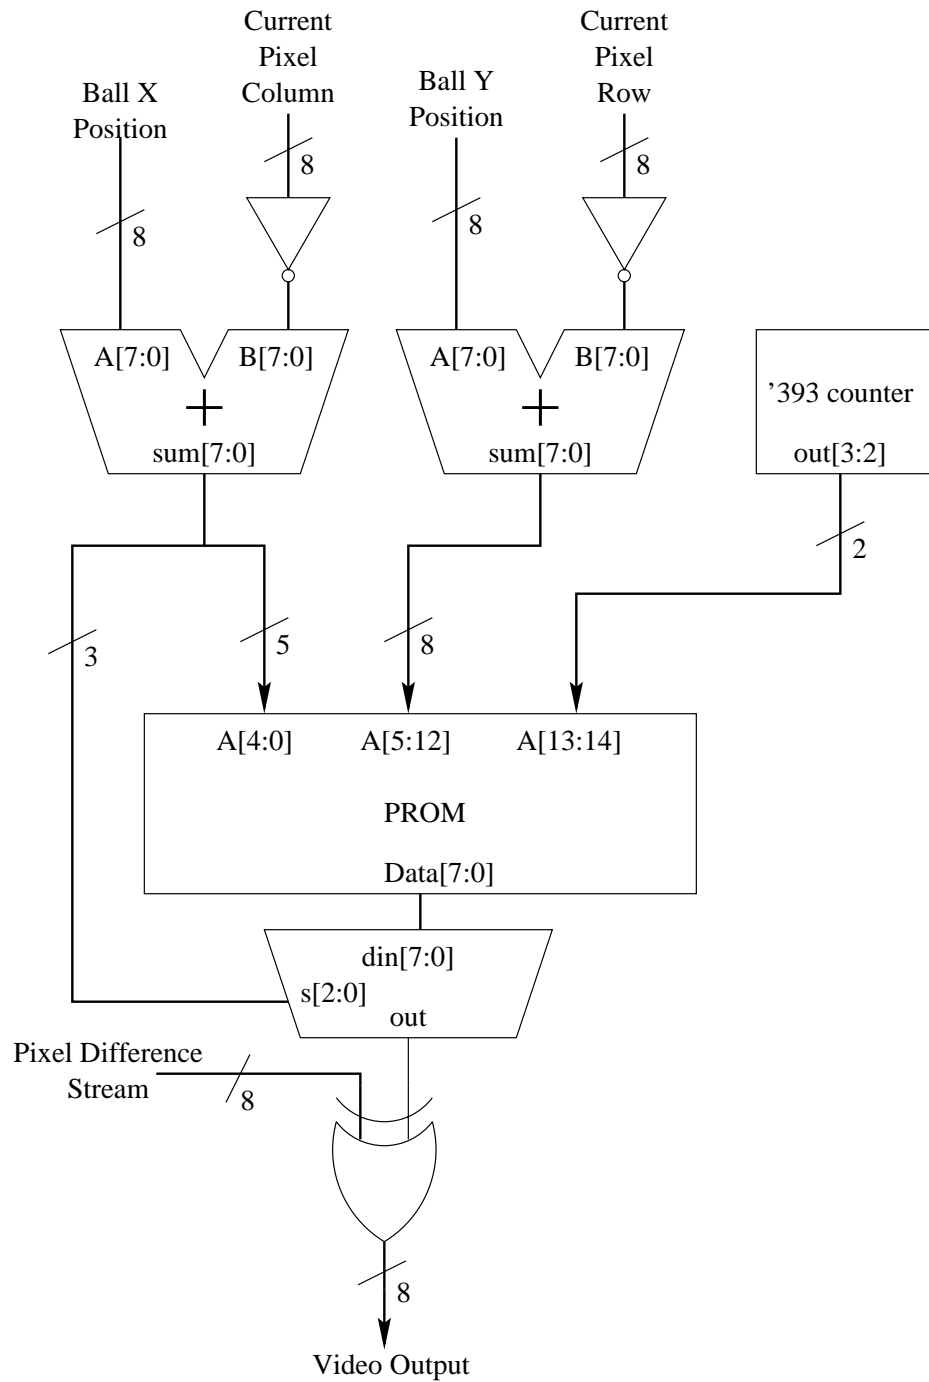 Current
Pixel
Column
Current
Pixel
Row
Ball X
Position
Ball Y
Position
8
8
8
8
A[7:0]
B[7:0]
sum[7:0]
A[7:0]
B[7:0]
sum[7:0]
’393 counter
out[3:2]
2
3
5
8
A[4:0]
A[5:12]
A[13:14]
PROM
Data[7:0]
din[7:0]
s[2:0]
out
Pixel Difference
Stream
8
8
Video Output